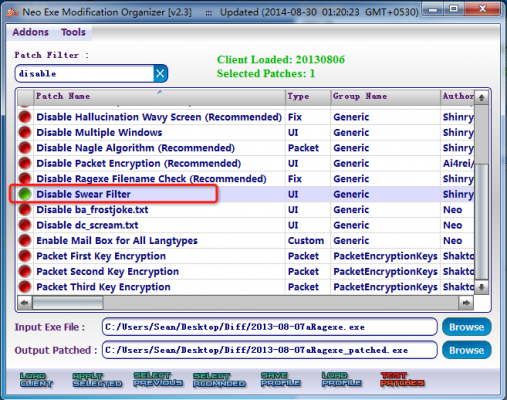 Neo Exe Modification Organizer [v2.3] ::: Updated (2014-08-30 01:20:23 GMT+0530)
Addons Tools
Patch Filter :
Client Loaded: 20130806
disable X
Selected Patches: 1
Patch Name Type Group Name Author
Disable Hallucination Wavy Screen (Recommended) Fix Generic Shinry
Disable Multiple Windows UI Generic Shinry
Disable Nagle Algorithm (Recommended) Packet Generic Shinry
Disable Packet Encryption (Recommended) UI Generic Ai4rei/
Disable Ragexe Filename Check (Recommended) Fix Generic Shinry
Disable Swear Filter UI Generic Shinry
Disable ba_frostjoke.txt UI Generic Neo
Disable dc_scream.txt UI Generic Neo
Enable Mail Box for All Langtypes Custom Generic Neo
Packet First Key Encryption Packet PacketEncryptionKeys Shakto
Packet Second Key Encryption Packet PacketEncryptionKeys Shakto
Packet Third Key Encryption Packet PacketEncryptionKeys Shakto
Input Exe File : C:/Users/Sean/Desktop/Diff/2013-08-07aRagexe.exe Browse
Output Patched : C:/Users/Sean/Desktop/Diff/2013-08-07aRagexe_patched.exe Browse
LOAD CLIENT APPLY SELECTED SELECT PREVIOUS SELECT RCOMNDED SAVE PROFILE LOAD PROFILE TEST PATCHES